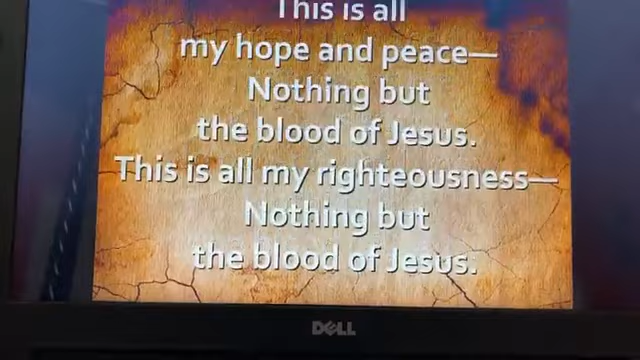 This is all
my hope and peace—
Nothing but
the blood of Jesus.
This is all my righteousness—
Nothing but
the blood of Jesus.
DELL